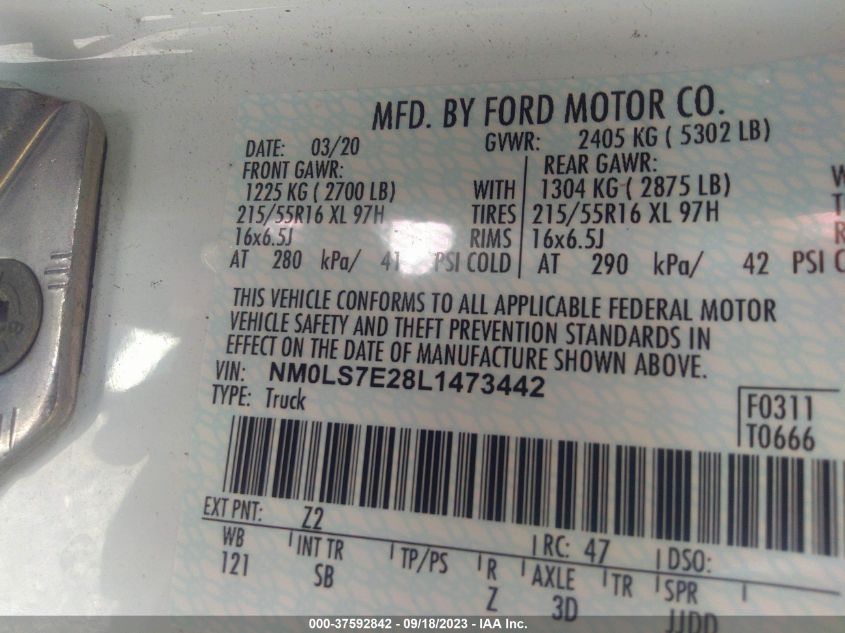 MFD. BY FORD MOTOR CO.
DATE: 03/20 GVWR: 2405 KG ( 5302 LB)
FRONT GAWR: REAR GAWR:
1225 KG ( 2700 LB) WITH 1304 KG ( 2875 LB) W
215/55R16 XL 97H TIRES 215/55R16 XL 97H T
16x6.5J RIMS 16x6.5J R
AT 280 kPa/ 41 PSI COLD AT 290 kPa/ 42 PSI C
THIS VEHICLE CONFORMS TO ALL APPLICABLE FEDERAL MOTOR
VEHICLE SAFETY AND THEFT PREVENTION STANDARDS IN
EFFECT ON THE DATE OF MANUFACTURE SHOWN ABOVE.
VIN: NM0LS7E28L1473442
TYPE: Truck
F0311
T0666
EXT PNT: Z2 RC: 47 DSO:
WB INT TR TP/PS R AXLE TR SPR
121 SB Z 3D JJDD
000-37592842 - 09/18/2023 - IAA Inc.